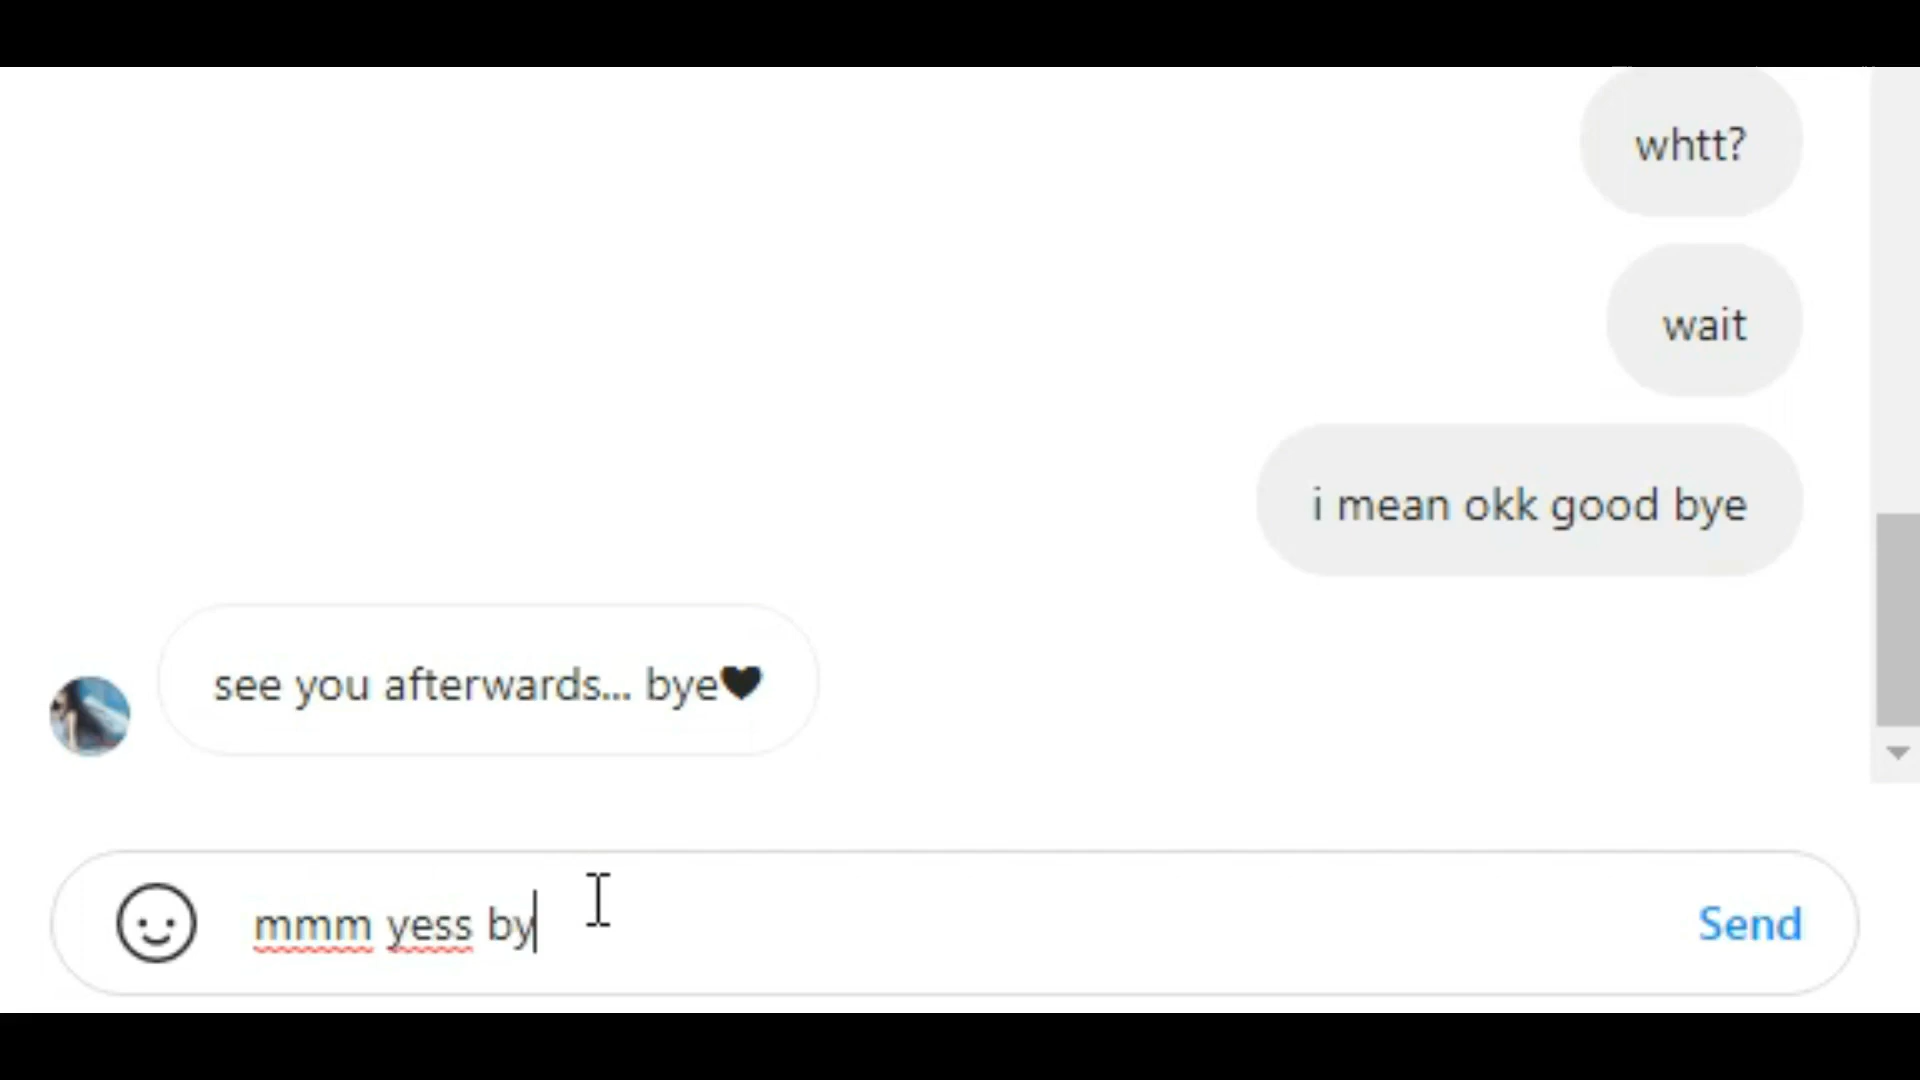 whtt?
wait
i mean okk good bye
see you afterwards... bye🖤
mmm yess by
Send